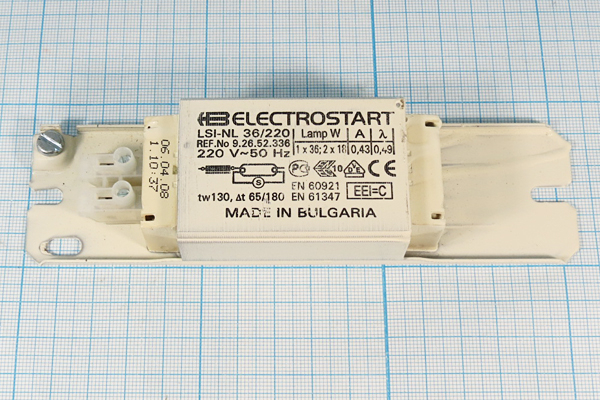 ELECTROSTART
LSI-NL 36/220
REF.No 9.26.52.336
220 V~50 Hz
Lamp W A λ
1 x 36; 2 x 18 0,43 0,49
S
10
EN 60921
EN 61347
EEI=C
tw130, Δt 65/180
MADE IN BULGARIA
06.04.08
1:10:37